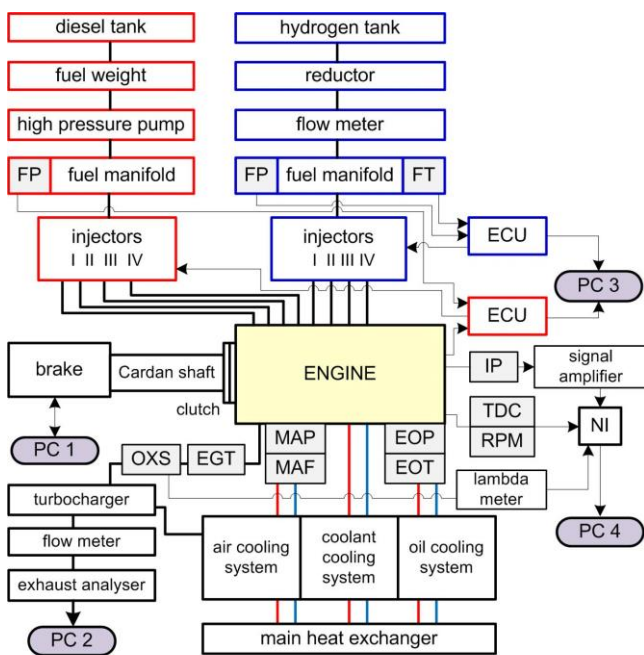 diesel tank
hydrogen tank
fuel weight
reductor
high pressure pump
flow meter
FP
fuel manifold
FP
fuel manifold
FT
injectors
I II III IV
injectors
I II III IV
ECU
PC 3
ECU
brake
Cardan shaft
clutch
ENGINE
IP
signal
amplifier
PC 1
OXS
EGT
MAP
MAF
EOP
EOT
TDC
RPM
NI
lambda
meter
turbocharger
flow meter
exhaust analyser
PC 2
air cooling
system
coolant
cooling
system
oil cooling
system
PC 4
main heat exchanger